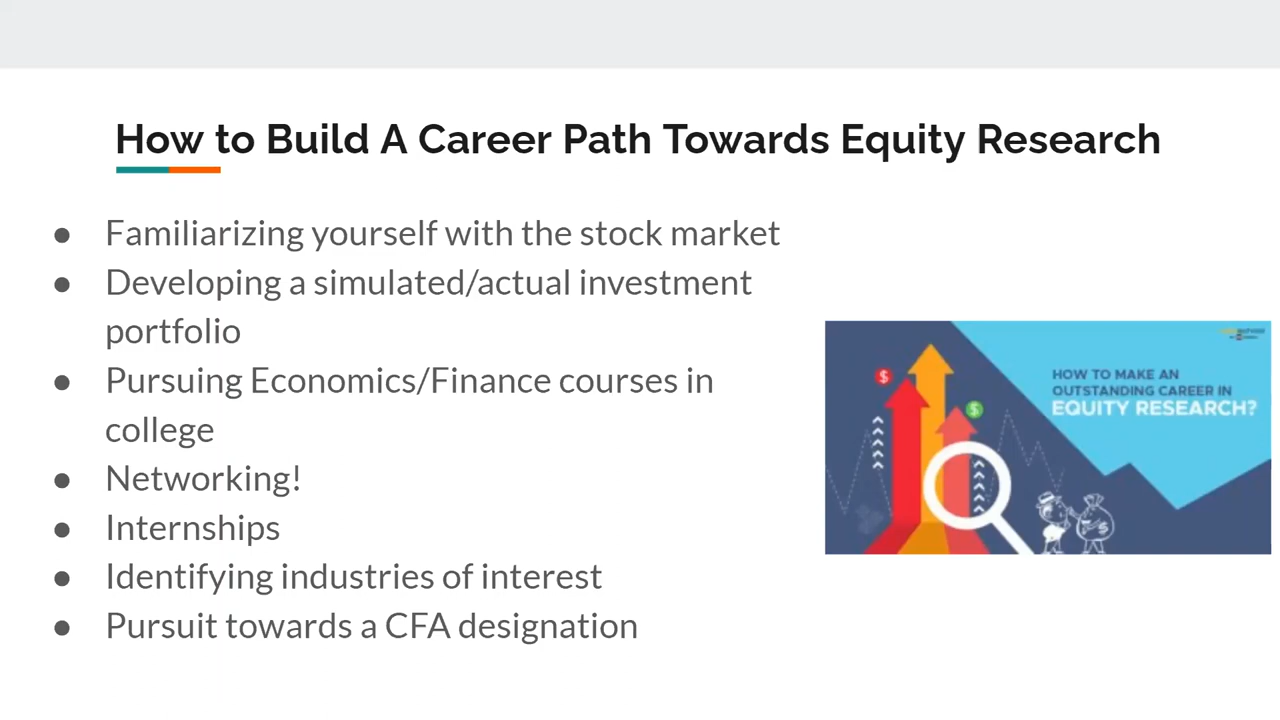 How to Build A Career Path Towards Equity Research
● Familiarizing yourself with the stock market
● Developing a simulated/actual investment
portfolio
● Pursuing Economics/Finance courses in
college
● Networking!
● Internships
● Identifying industries of interest
● Pursuit towards a CFA designation
HOW TO MAKE AN
OUTSTANDING CAREER IN
EQUITY RESEARCH?
$
$